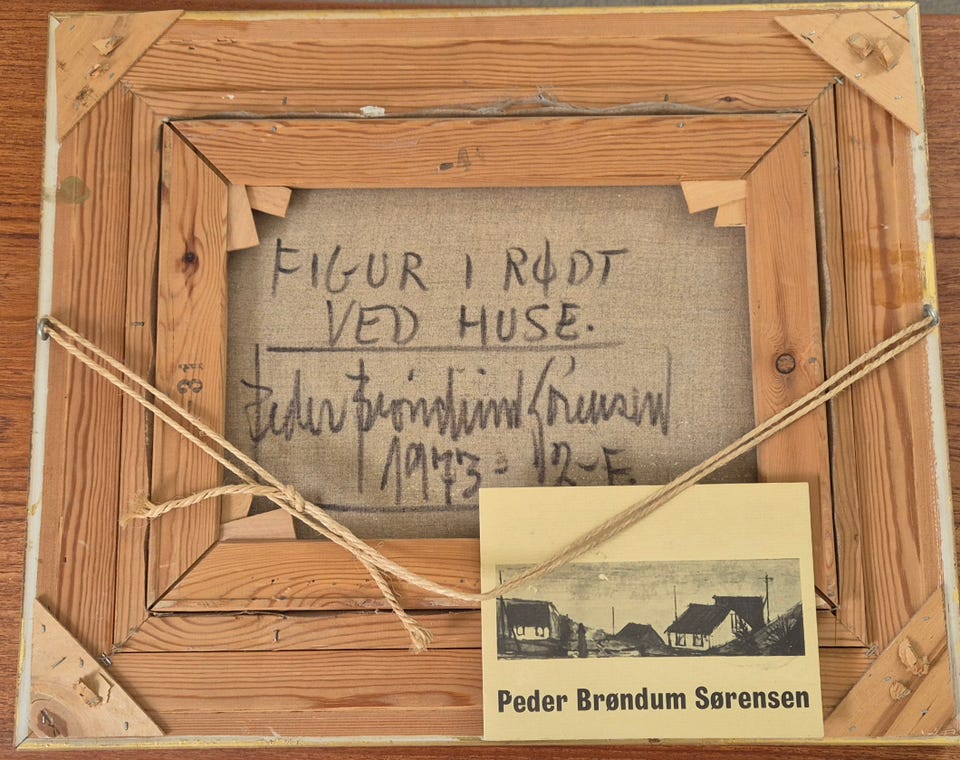 FIGUR I RØDT
VED HUSE.
Peder Brøndum Sørensen
1973 - 12 - F.
Peder Brøndum Sørensen